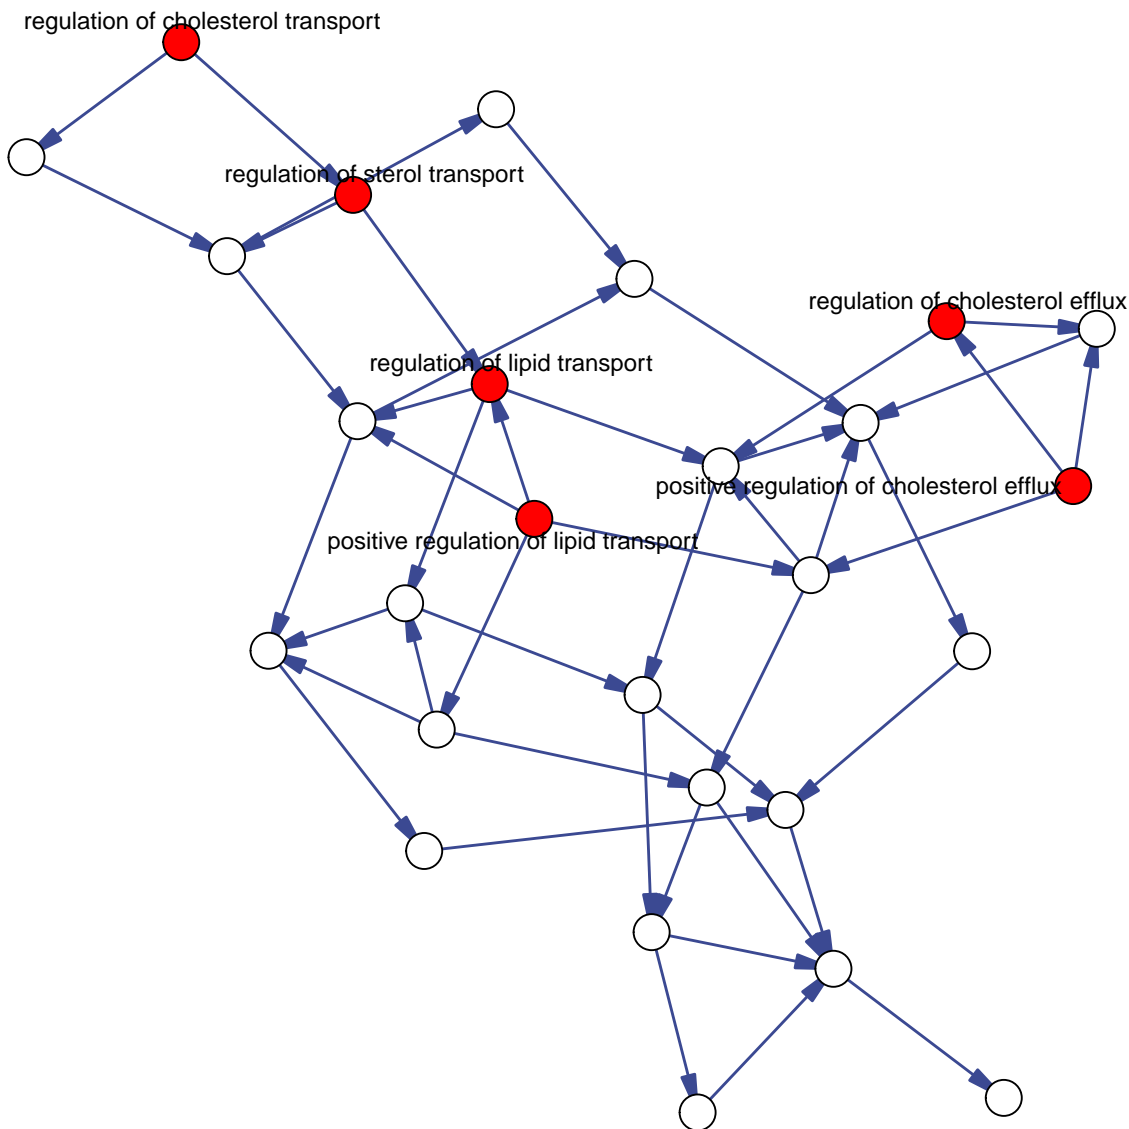 regulation of cholesterol transport
regulation of sterol transport
regulation of cholesterol efflux
regulation of lipid transport
positive regulation of cholesterol efflux
positive regulation of lipid transport